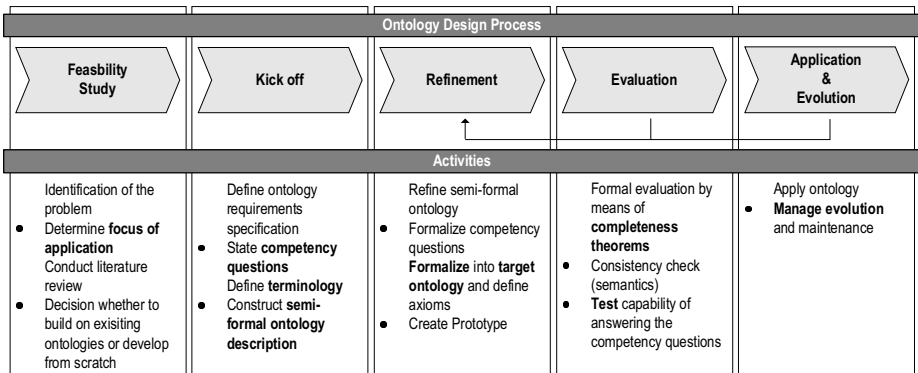 Ontology Design Process
Feasbility
Study
Kick off
Refinement
Evaluation
Application
&
Evolution
Activities
Identification of the
problem
• Determine focus of
application
Conduct literature
review
• Decision whether to
build on exisiting
ontologies or develop
from scratch
Define ontology
requirements
specification
• State competency
questions
Define terminology
• Construct semi-
formal ontology
description
Refine semi-formal
ontology
• Formalize competency
questions
Formalize into target
ontology and define
axioms
• Create Prototype
Formal evaluation by
means of
completeness
theorems
• Consistency check
(semantics)
• Test capability of
answering the
competency questions
Apply ontology
• Manage evolution
and maintenance